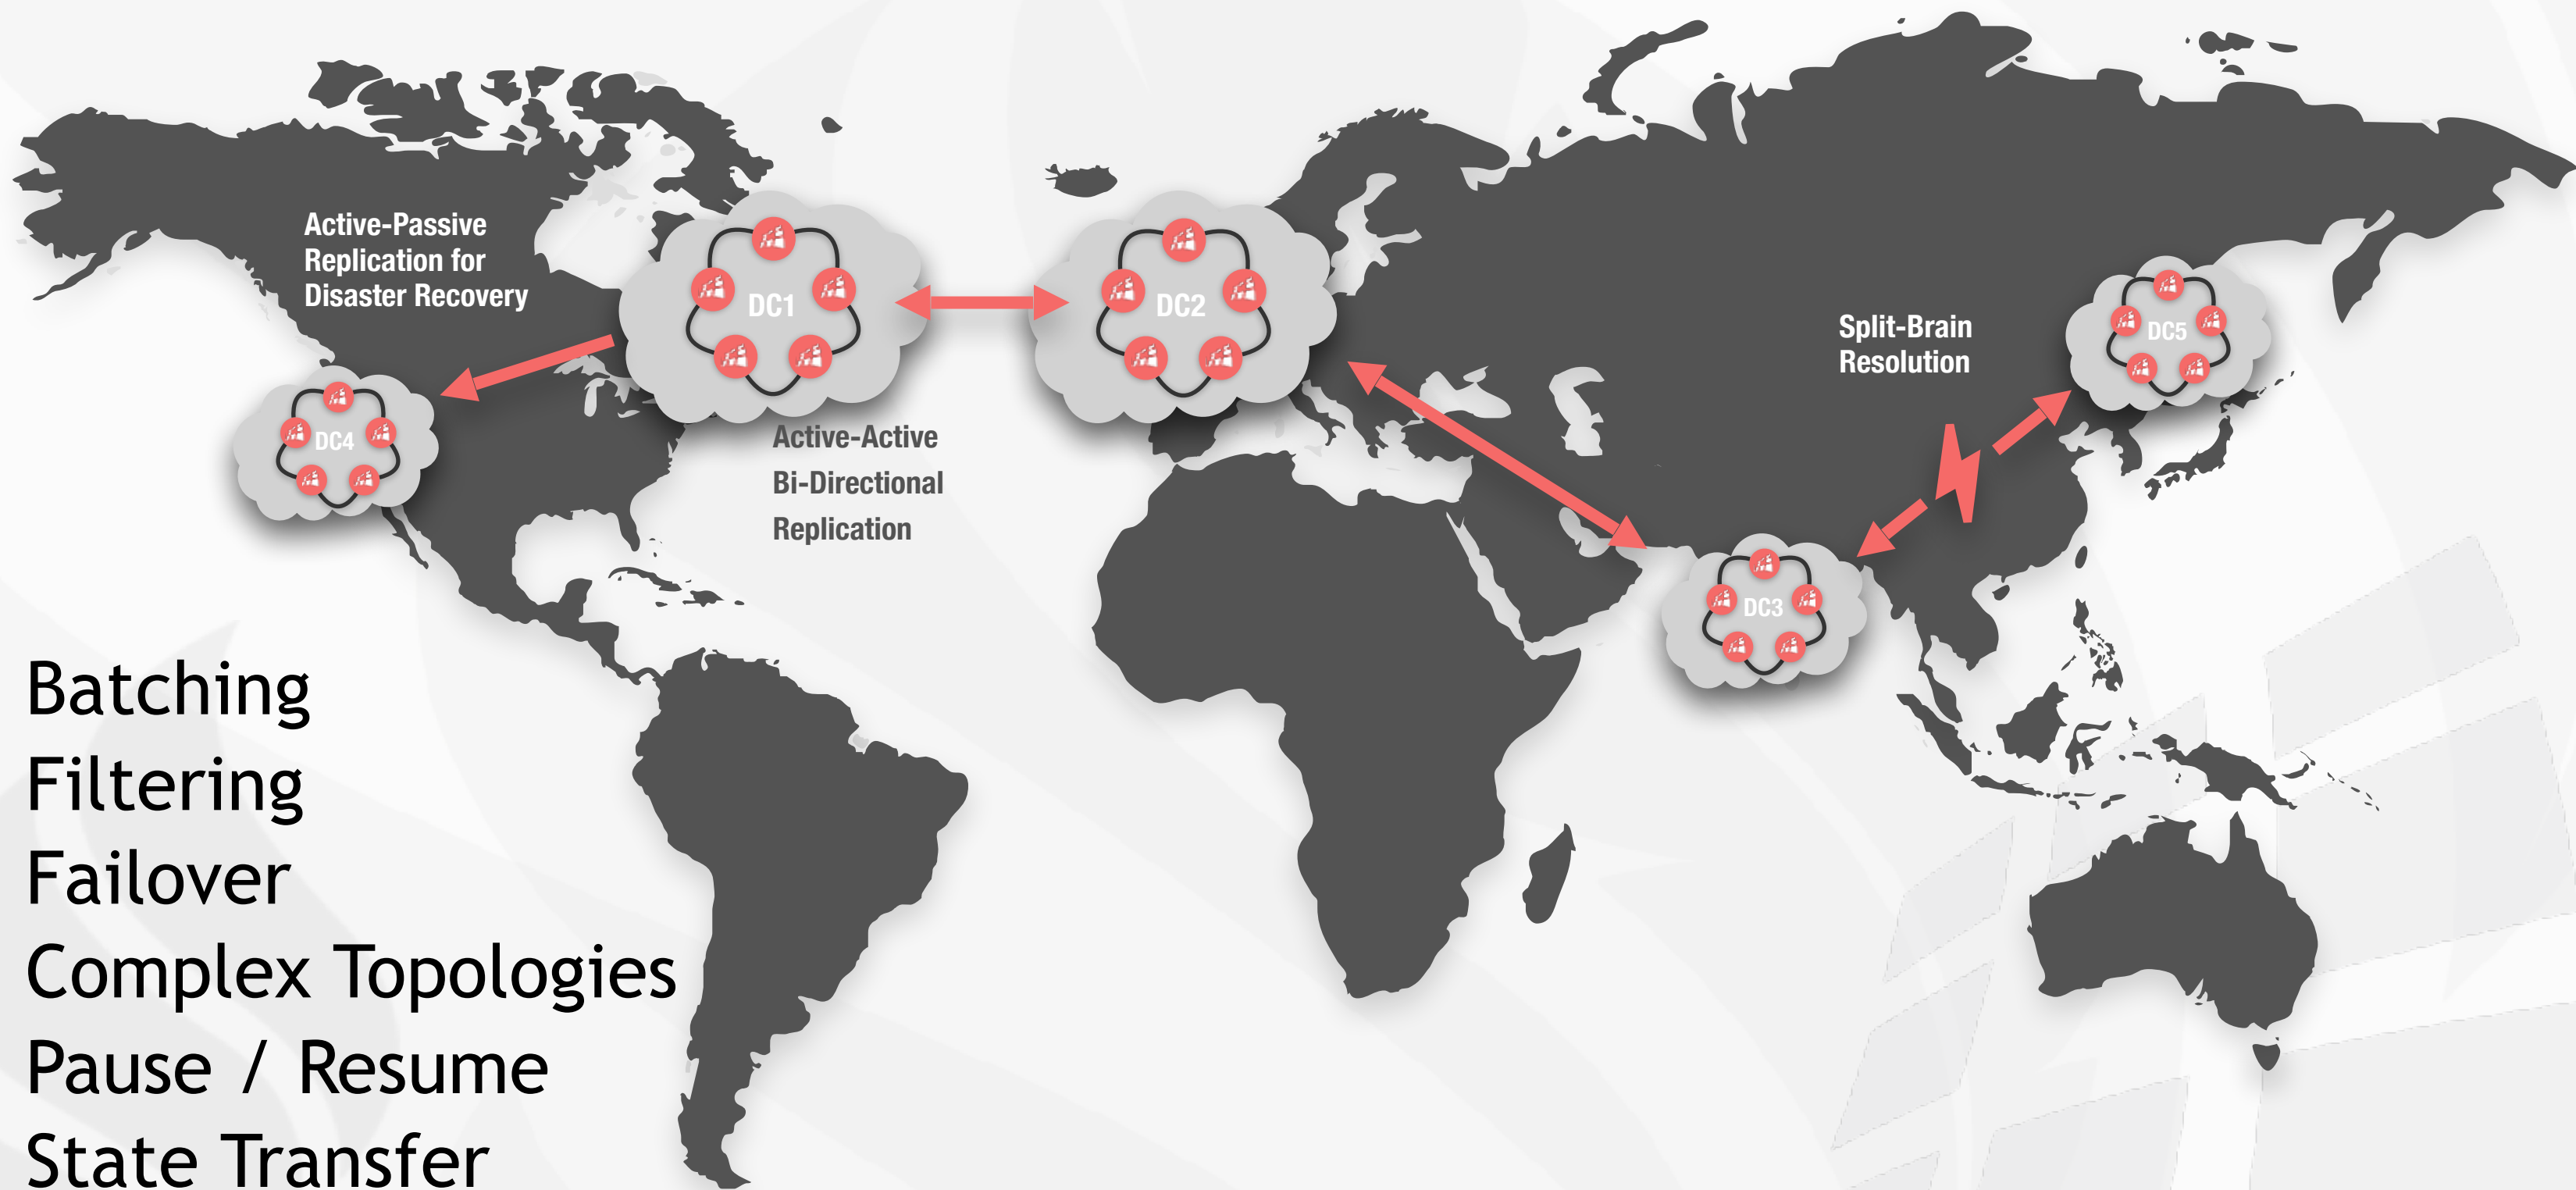 Active-Passive
Replication for
Disaster Recovery
DC1
DC2
DC5
Split-Brain
Resolution
DC4
Active-Active
Bi-Directional
Replication
DC3
Batching
Filtering
Failover
Complex Topologies
Pause / Resume
State Transfer